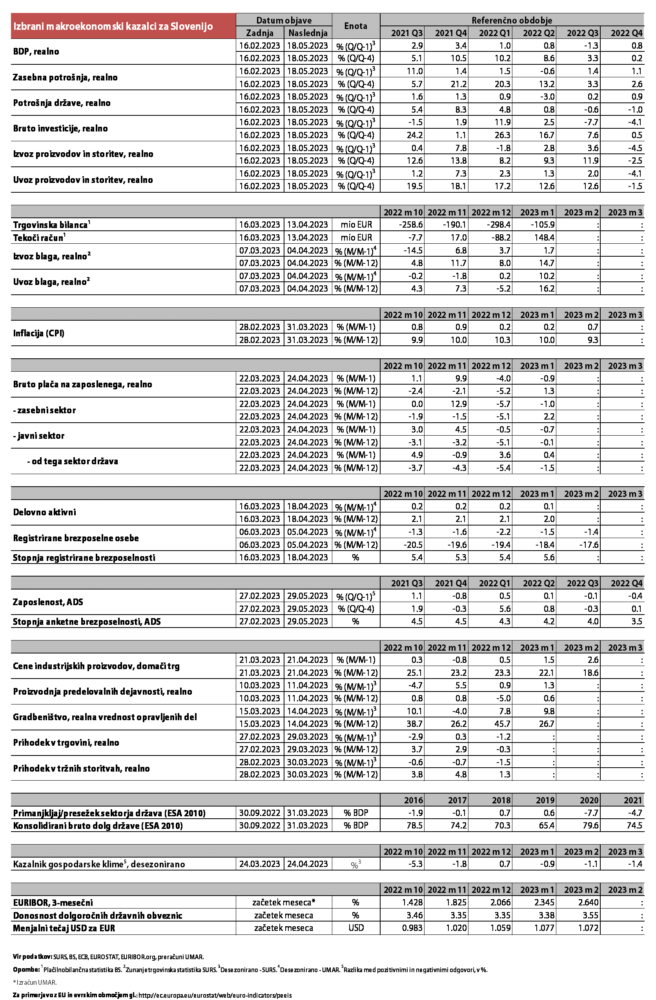 Izbrani makroekonomski kazalci za Slovenijo Datum objave Enota Referenčno obdobje
Zadnja Naslednja 2021 Q3 2021 Q4 2022 Q1 2022 Q2 2022 Q3 2022 Q4
BDP, realno 16.02.2023 18.05.2023 % (Q/Q-1)³ 2.9 3.4 1.0 0.8 -1.3 0.8
16.02.2023 18.05.2023 % (Q/Q-4) 5.1 10.5 10.2 8.6 3.3 0.2
Zasebna potrošnja, realno 16.02.2023 18.05.2023 % (Q/Q-1)³ 11.0 1.4 1.5 -0.6 1.4 1.1
16.02.2023 18.05.2023 % (Q/Q-4) 5.7 21.2 20.3 13.2 3.3 2.6
Potrošnja države, realno 16.02.2023 18.05.2023 % (Q/Q-1)³ 1.6 1.3 0.9 -3.0 0.2 0.9
16.02.2023 18.05.2023 % (Q/Q-4) 5.4 8.3 4.8 0.8 -0.6 -1.0
Bruto investicije, realno 16.02.2023 18.05.2023 % (Q/Q-1)³ -1.5 1.9 11.9 2.5 -7.7 -4.1
16.02.2023 18.05.2023 % (Q/Q-4) 24.2 1.1 26.3 16.7 7.6 0.5
Izvoz proizvodov in storitev, realno 16.02.2023 18.05.2023 % (Q/Q-1)³ 0.4 7.8 -1.8 2.8 3.6 -4.5
16.02.2023 18.05.2023 % (Q/Q-4) 12.6 13.8 8.2 9.3 11.9 -2.5
Uvoz proizvodov in storitev, realno 16.02.2023 18.05.2023 % (Q/Q-1)³ 1.2 7.3 2.3 1.3 2.0 -4.1
16.02.2023 18.05.2023 % (Q/Q-4) 19.5 18.1 17.2 12.6 12.6 -1.5
2022 m 10 2022 m 11 2022 m 12 2023 m 1 2023 m 2 2023 m 3
Trgovinska bilanca¹ 16.03.2023 13.04.2023 mio EUR -258.6 -190.1 -298.4 -105.9 : :
Tekoči račun¹ 16.03.2023 13.04.2023 mio EUR -7.7 17.0 -88.2 148.4 : :
Izvoz blaga, realno² 07.03.2023 04.04.2023 % (M/M-1)⁴ -14.5 6.8 3.7 1.7 : :
07.03.2023 04.04.2023 % (M/M-12) 4.8 11.7 8.0 14.7 : :
Uvoz blaga, realno² 07.03.2023 04.04.2023 % (M/M-1)⁴ -0.2 -1.8 0.2 10.2 : :
07.03.2023 04.04.2023 % (M/M-12) 4.3 7.3 -5.2 16.2 : :
2022 m 10 2022 m 11 2022 m 12 2023 m 1 2023 m 2 2023 m 3
Inflacija (CPI) 28.02.2023 31.03.2023 % (M/M-1) 0.8 0.9 0.2 0.2 0.7 :
28.02.2023 31.03.2023 % (M/M-12) 9.9 10.0 10.3 10.0 9.3 :
2022 m 10 2022 m 11 2022 m 12 2023 m 1 2023 m 2 2023 m 3
Bruto plača na zaposlenega, realno 22.03.2023 24.04.2023 % (M/M-1) 1.1 9.9 -4.0 -0.9 : :
22.03.2023 24.04.2023 % (M/M-12) -2.4 -2.1 -5.2 1.3 : :
- zasebni sektor 22.03.2023 24.04.2023 % (M/M-1) 0.0 12.9 -5.7 -1.0 : :
22.03.2023 24.04.2023 % (M/M-12) -1.9 -1.5 -5.1 2.2 : :
- javni sektor 22.03.2023 24.04.2023 % (M/M-1) 3.0 4.5 -0.5 -0.7 : :
22.03.2023 24.04.2023 % (M/M-12) -3.1 -3.2 -5.1 -0.1 : :
- od tega sektor država 22.03.2023 24.04.2023 % (M/M-1) 4.9 -0.9 3.6 0.4 : :
22.03.2023 24.04.2023 % (M/M-12) -3.7 -4.3 -5.4 -1.5 : :
2022 m 10 2022 m 11 2022 m 12 2023 m 1 2023 m 2 2023 m 3
Delovno aktivni 16.03.2023 18.04.2023 % (M/M-1)⁴ 0.2 0.2 0.2 0.1 : :
16.03.2023 18.04.2023 % (M/M-12) 2.1 2.1 2.1 2.0 : :
Registrirane brezposelne osebe 06.03.2023 05.04.2023 % (M/M-1)⁴ -1.3 -1.6 -2.2 -1.5 -1.4 :
06.03.2023 05.04.2023 % (M/M-12) -20.5 -19.6 -19.4 -18.4 -17.6 :
Stopnja registrirane brezposelnosti 16.03.2023 18.04.2023 % 5.4 5.3 5.4 5.6 : :
2021 Q3 2021 Q4 2022 Q1 2022 Q2 2022 Q3 2022 Q4
Zaposlenost, ADS 27.02.2023 29.05.2023 % (Q/Q-1)⁵ 1.1 -0.8 0.5 0.1 -0.1 -0.4
27.02.2023 29.05.2023 % (Q/Q-4) 1.9 -0.3 5.6 0.8 -0.3 0.1
Stopnja anketne brezposelnosti, ADS 27.02.2023 29.05.2023 % 4.5 4.5 4.3 4.2 4.0 3.5
2022 m 10 2022 m 11 2022 m 12 2023 m 1 2023 m 2 2023 m 3
Cene industrijskih proizvodov, domači trg 21.03.2023 21.04.2023 % (M/M-1) 0.3 -0.8 0.5 1.5 2.6 :
21.03.2023 21.04.2023 % (M/M-12) 25.1 23.2 23.3 22.1 18.6 :
Proizvodnja predelovalnih dejavnosti, realno 10.03.2023 11.04.2023 % (M/M-1)³ -4.7 5.5 0.9 1.3 : :
10.03.2023 11.04.2023 % (M/M-12) 0.8 0.8 -5.0 0.6 : :
Gradbeništvo, realna vrednost opravljenih del 15.03.2023 14.04.2023 % (M/M-1)³ 10.1 -4.0 7.8 9.8 : :
15.03.2023 14.04.2023 % (M/M-12) 38.7 26.2 45.7 26.7 : :
Prihodek v trgovini, realno 27.02.2023 29.03.2023 % (M/M-1)³ -2.9 0.3 -1.2 : : :
27.02.2023 29.03.2023 % (M/M-12) 3.7 2.9 -0.3 : : :
Prihodek v tržnih storitvah, realno 28.02.2023 30.03.2023 % (M/M-1)³ -0.6 -0.7 -1.5 : : :
28.02.2023 30.03.2023 % (M/M-12) 3.8 4.8 1.3 : : :
2016 2017 2018 2019 2020 2021
Primanjkljaj/presežek sektorja država (ESA 2010) 30.09.2022 31.03.2023 % BDP -1.9 -0.1 0.7 0.6 -7.7 -4.7
Konsolidirani bruto dolg države (ESA 2010) 30.09.2022 31.03.2023 % BDP 78.5 74.2 70.3 65.4 79.6 74.5
2022 m 10 2022 m 11 2022 m 12 2023 m 1 2023 m 2 2023 m 3
Kazalnik gospodarske klime⁵, desezonirano 24.03.2023 24.04.2023 %³ -5.3 -1.8 0.7 -0.9 -1.1 -1.4
2022 m 10 2022 m 11 2022 m 12 2023 m 1 2023 m 2 2023 m 2
EURIBOR, 3-mesečni začetek meseca* % 1.428 1.825 2.066 2.345 2.640 :
Donosnost dolgoročnih državnih obveznic začetek meseca % 3.46 3.35 3.35 3.38 3.55 :
Menjalni tečaj USD za EUR začetek meseca USD 0.983 1.020 1.059 1.077 1.072 :
Vir podatkov: SURS, BS, ECB, EUROSTAT, EURIBOR.org, preračuni UMAR.
Opombe: ¹Plačilnobilančna statistika BS. ²Zunanjetrgovinska statistika SURS. ³Desezonirano - SURS. ⁴Desezonirano - UMAR. ⁵Razlika med pozitivnimi in negativnimi odgovori, v %.
* Izračun UMAR.
Za primerjavo z EU in evrskim območjem gl.: http://ec.europa.eu/eurostat/web/euro-indicators/peeis